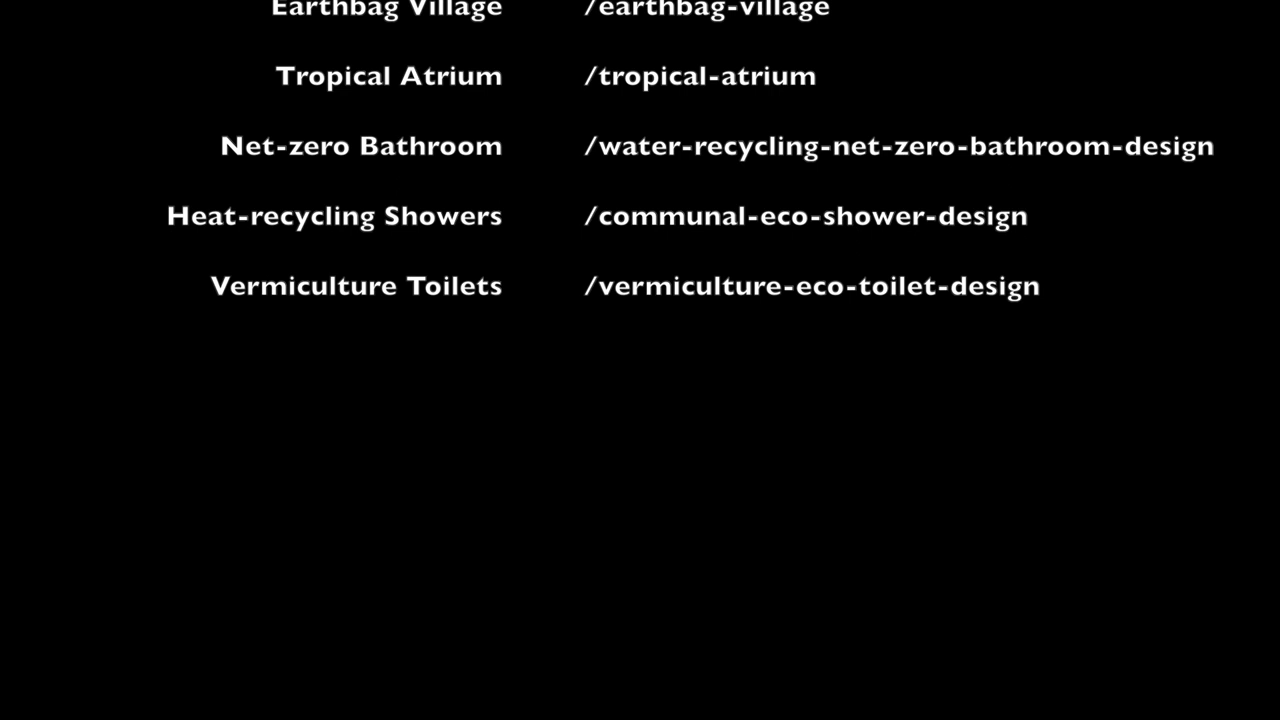 Earthbag Village /earthbag-village
Tropical Atrium /tropical-atrium
Net-zero Bathroom /water-recycling-net-zero-bathroom-design
Heat-recycling Showers /communal-eco-shower-design
Vermiculture Toilets /vermiculture-eco-toilet-design